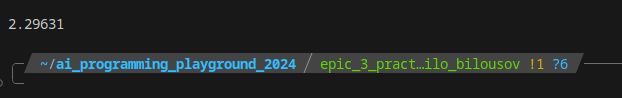 2.29631
~/ai_programming_playground_2024 / epic_3_pract…ilo_bilousov !1 ?6